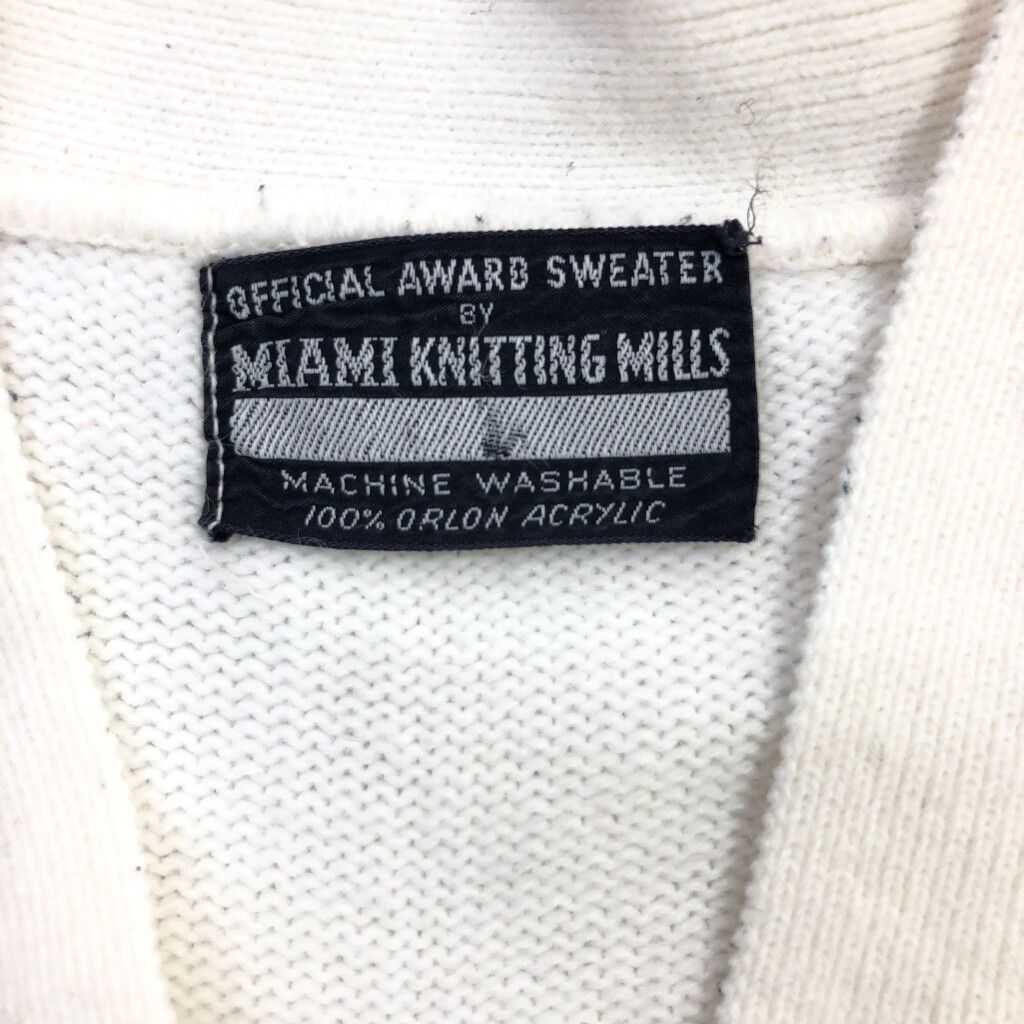 OFFICIAL AWARD SWEATER
BY
MIAMI KNITTING MILLS
MACHINE WASHABLE
100% ORLON ACRYLIC